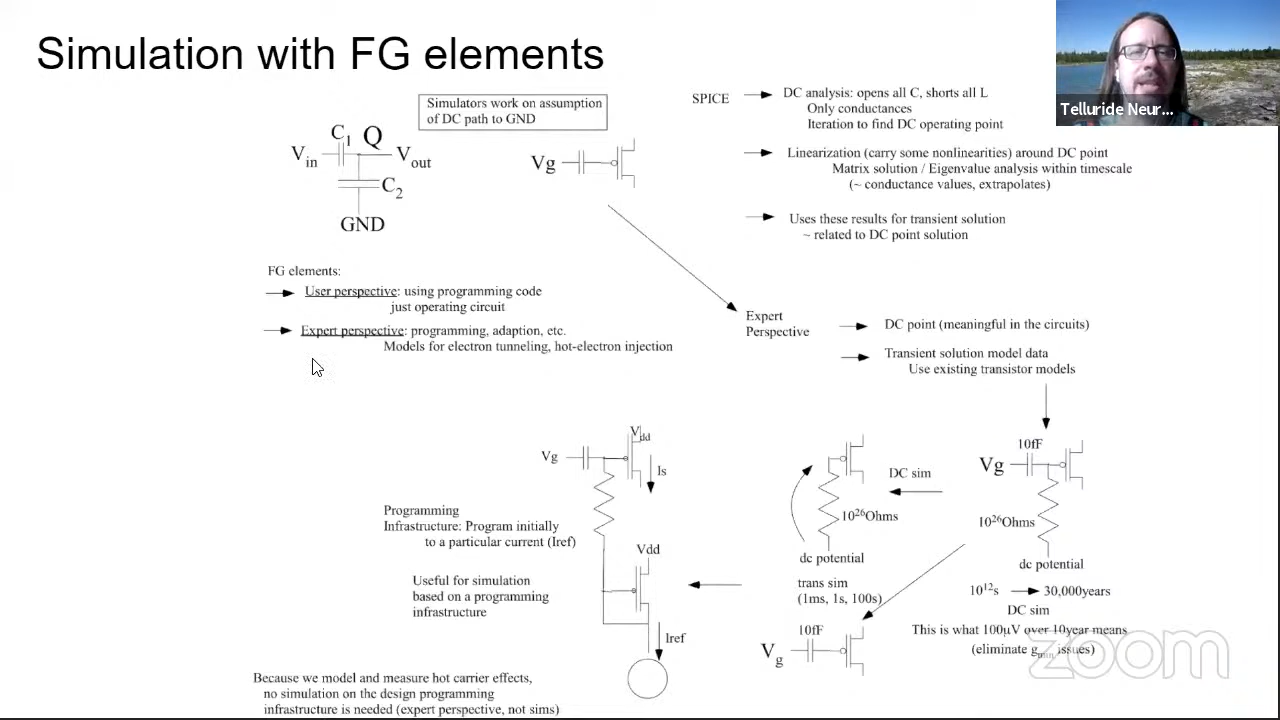 Simulation with FG elements
Telluride Neur...
Simulators work on assumption
of DC path to GND
C1 Q
Vin
Vout
C2
GND
Vg
SPICE
DC analysis: opens all C, shorts all L
Only conductances
Iteration to find DC operating point
Linearization (carry some nonlinearities) around DC point
Matrix solution / Eigenvalue analysis within timescale
(~ conductance values, extrapolates)
Uses these results for transient solution
~ related to DC point solution
FG elements:
User perspective: using programming code
just operating circuit
Expert perspective: programming, adaption, etc.
Models for electron tunneling, hot-electron injection
Expert
Perspective
DC point (meaningful in the circuits)
Transient solution model data
Use existing transistor models
Vdd
Vg
Is
Programming
Infrastructure: Program initially
to a particular current (Iref)
Vdd
Useful for simulation
based on a programming
infrastructure
Iref
Because we model and measure hot carrier effects,
no simulation on the design programming
infrastructure is needed (expert perspective, not sims)
DC sim
10^26Ohms
dc potential
trans sim
(1ms, 1s, 100s)
10fF
Vg
10fF
Vg
10^26Ohms
dc potential
10^12s
30,000years
DC sim
This is what 100µV over 10year means
(eliminate gmin issues)
zoom